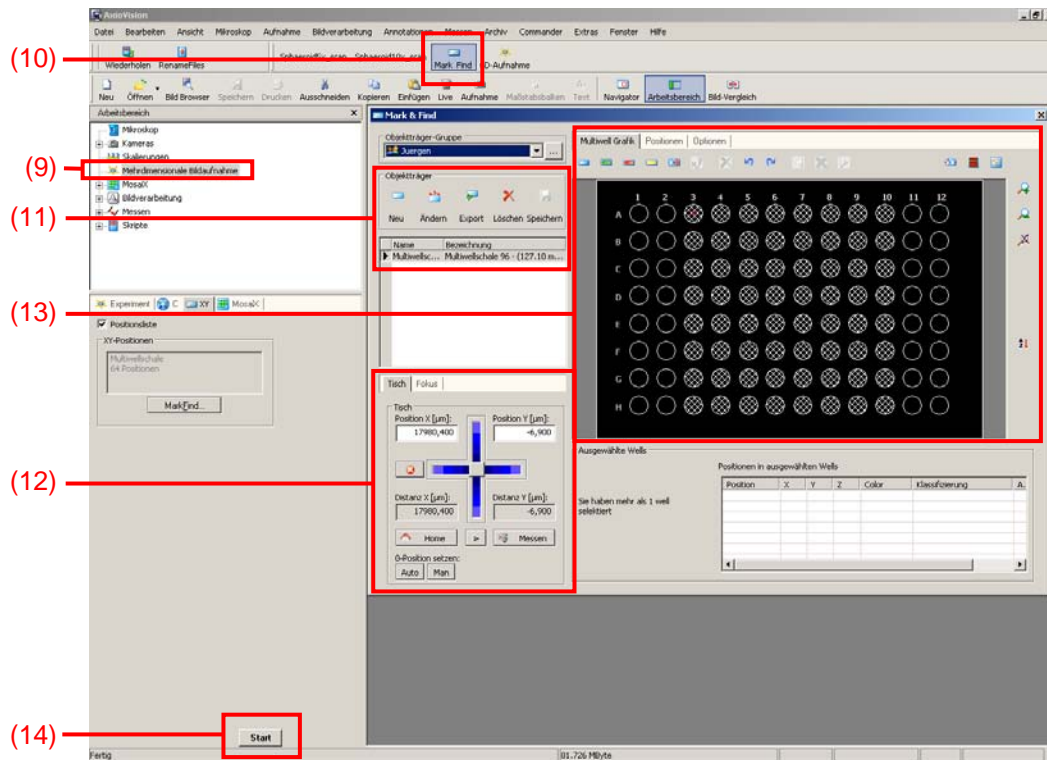 AxioVision
Datei Bearbeiten Ansicht Mikroskop Aufnahme Bildverarbeitung Annotationen Messen Archiv Commander Extras Fenster Hilfe
(10)
Wiederholen RenameFiles Mark_Find D-Aufnahme
Neu Öffnen Bild Browser Speichern Drucken Ausschneiden Kopieren Einfügen Live Aufnahme Maßstabsbalken Text Navigator Arbeitsbereich Bild-Vergleich
Arbeitsbereich
Mikroskop
Kameras
Skalierungen
(9)
Mehrdimensionale Bildaufnahme
MosaiX
Bildverarbeitung
Messen
Skripte
Experiment C XY MosaiX
(13)
Positionsliste
XY-Positionen
Multiwellschale
64 Positionen
MarkFind...
Mark & Find
Objektträger-Gruppe
Juergen ...
(11)
Objektträger
Neu Ändern Export Löschen Speichern
Name Bezeichnung
Multiwellsc... Multiwellschale 96 - (127.10 m...
Multiwell Grafik Positionen Optionen
1 2 3 4 5 6 7 8 9 10 11 12
A
B
C
D
E
F
G
H
(12)
Tisch Fokus
Tisch
Position X [µm]: Position Y [µm]:
17980,400 -6,900
Distanz X [µm]: Distanz Y [µm]:
17980,400 -6,900
Home > Messen
0-Position setzen:
Auto Man
Ausgewählte Wells
Positionen in ausgewählten Wells
Sie haben mehr als 1 well
selektiert
Position X Y Z Color Klassifizierung A.
(14)
Start
Fertig 01.726 MByte